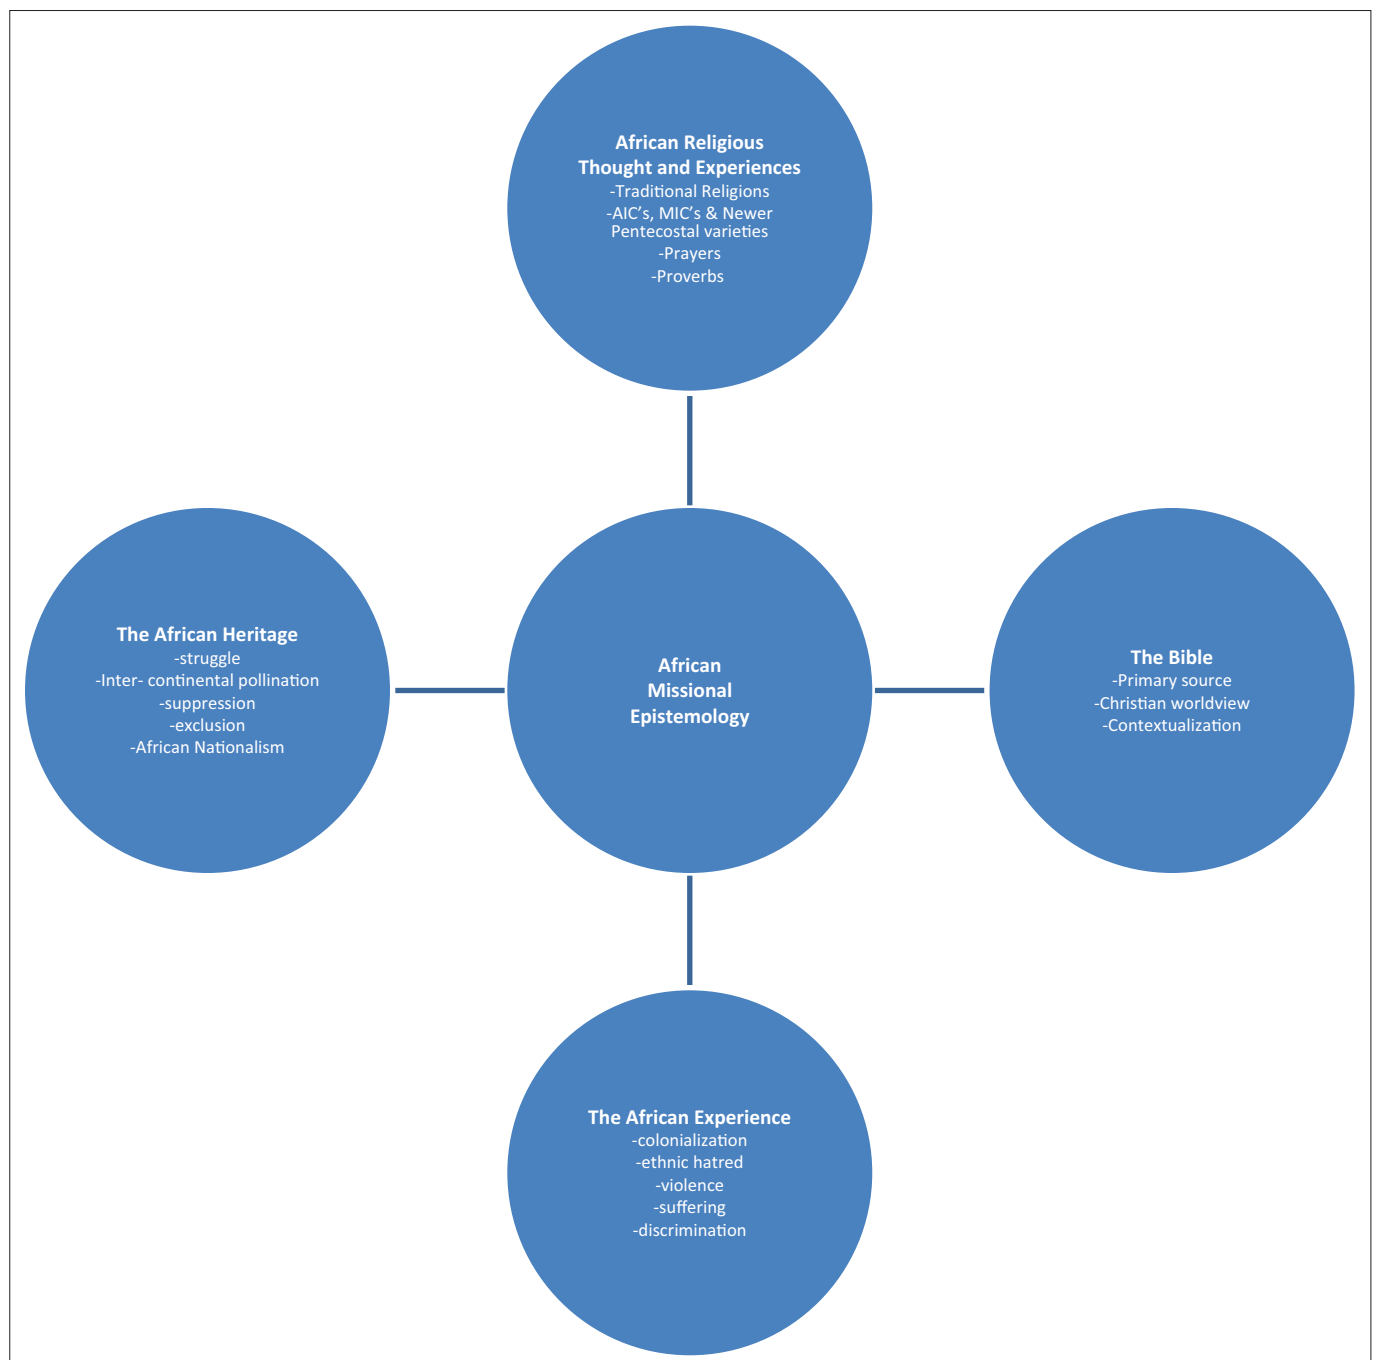 African Religious
Thought and Experiences
-Traditional Religions
-AIC's, MIC's & Newer
Pentecostal varieties
-Prayers
-Proverbs
The African Heritage
-struggle
-Inter- continental pollination
-suppression
-exclusion
-African Nationalism
African
Missional
Epistemology
The Bible
-Primary source
-Christian worldview
-Contextualization
The African Experience
-colonialization
-ethnic hatred
-violence
-suffering
-discrimination